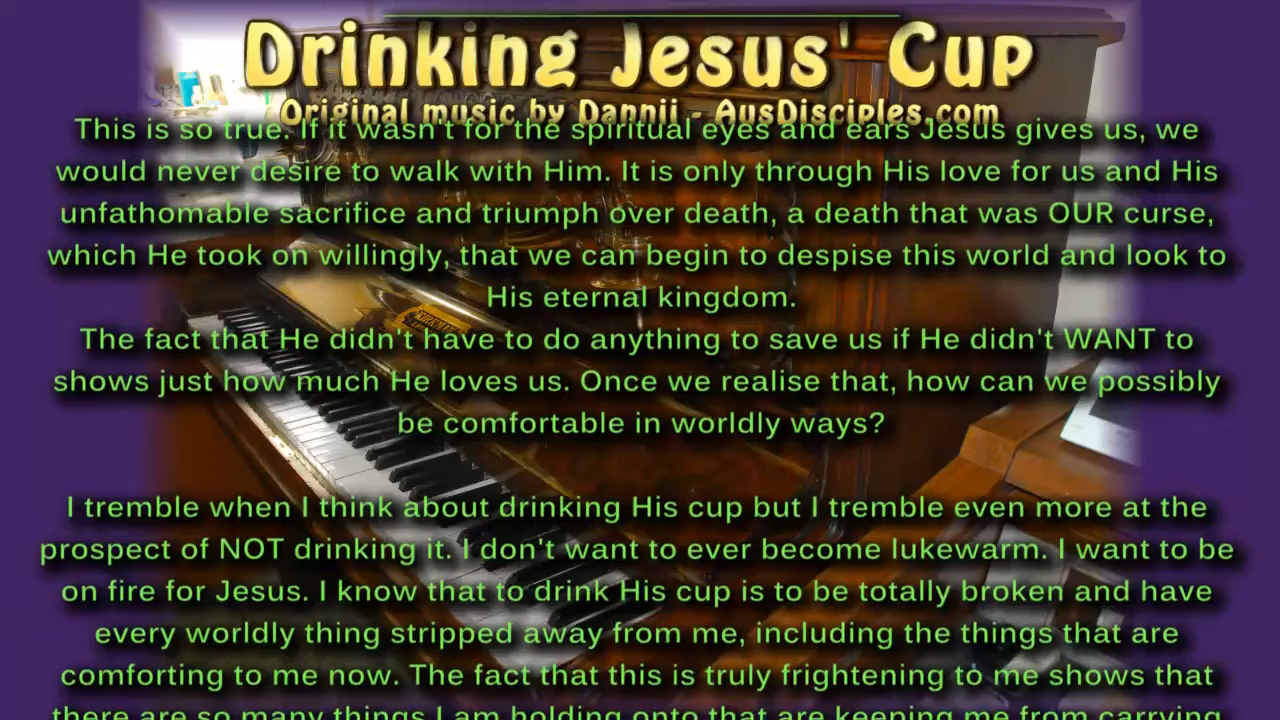 Drinking Jesus' Cup
Original music by Dannii - AusDisciples.com
This is so true. If it wasn't for the spiritual eyes and ears Jesus gives us, we
would never desire to walk with Him. It is only through His love for us and His
unfathomable sacrifice and triumph over death, a death that was OUR curse,
which He took on willingly, that we can begin to despise this world and look to
His eternal kingdom.
The fact that He didn't have to do anything to save us if He didn't WANT to
shows just how much He loves us. Once we realise that, how can we possibly
be comfortable in worldly ways?
I tremble when I think about drinking His cup but I tremble even more at the
prospect of NOT drinking it. I don't want to ever become lukewarm. I want to be
on fire for Jesus. I know that to drink His cup is to be totally broken and have
every worldly thing stripped away from me, including the things that are
comforting to me now. The fact that this is truly frightening to me shows that
there are so many things I am holding onto that are keeping me from carrying